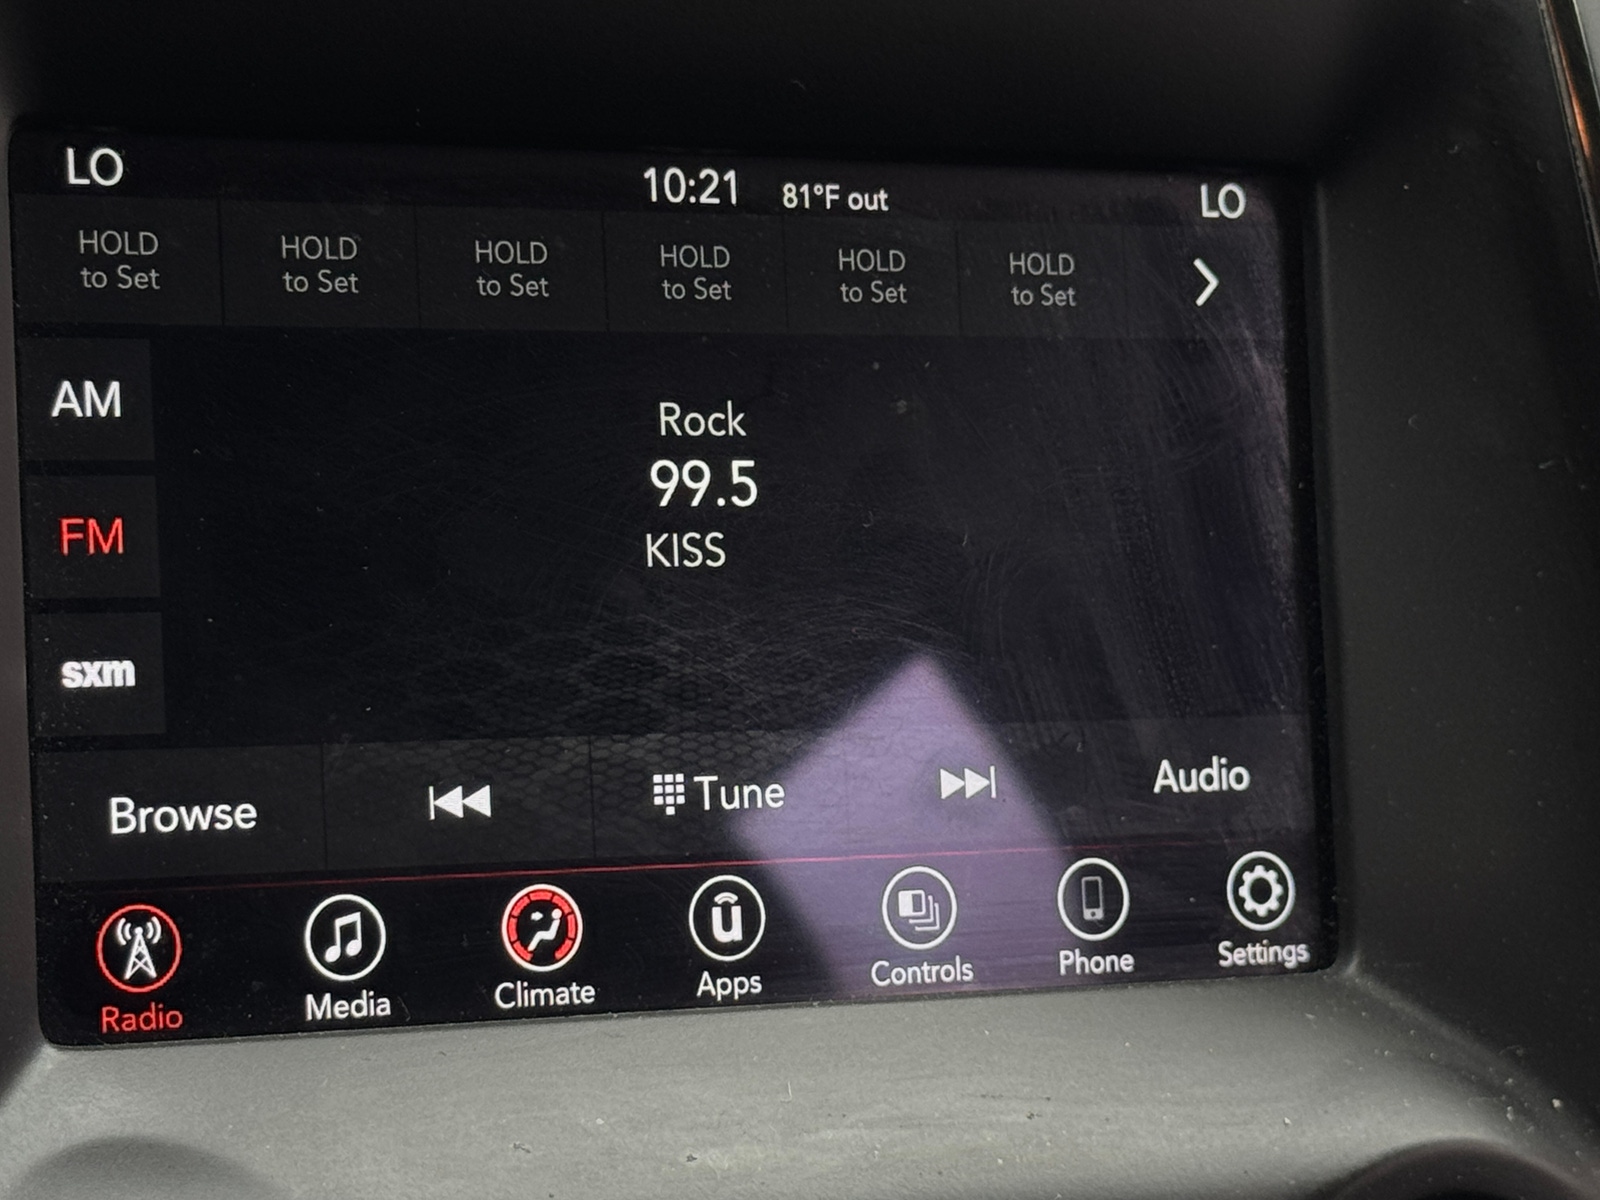 LO 10:21 81°F out LO
HOLD HOLD HOLD HOLD HOLD HOLD
to Set to Set to Set to Set to Set to Set
AM
Rock
99.5
FM
KISS
sxm
Browse Tune Audio
Radio Media Climate Apps Controls Phone Settings